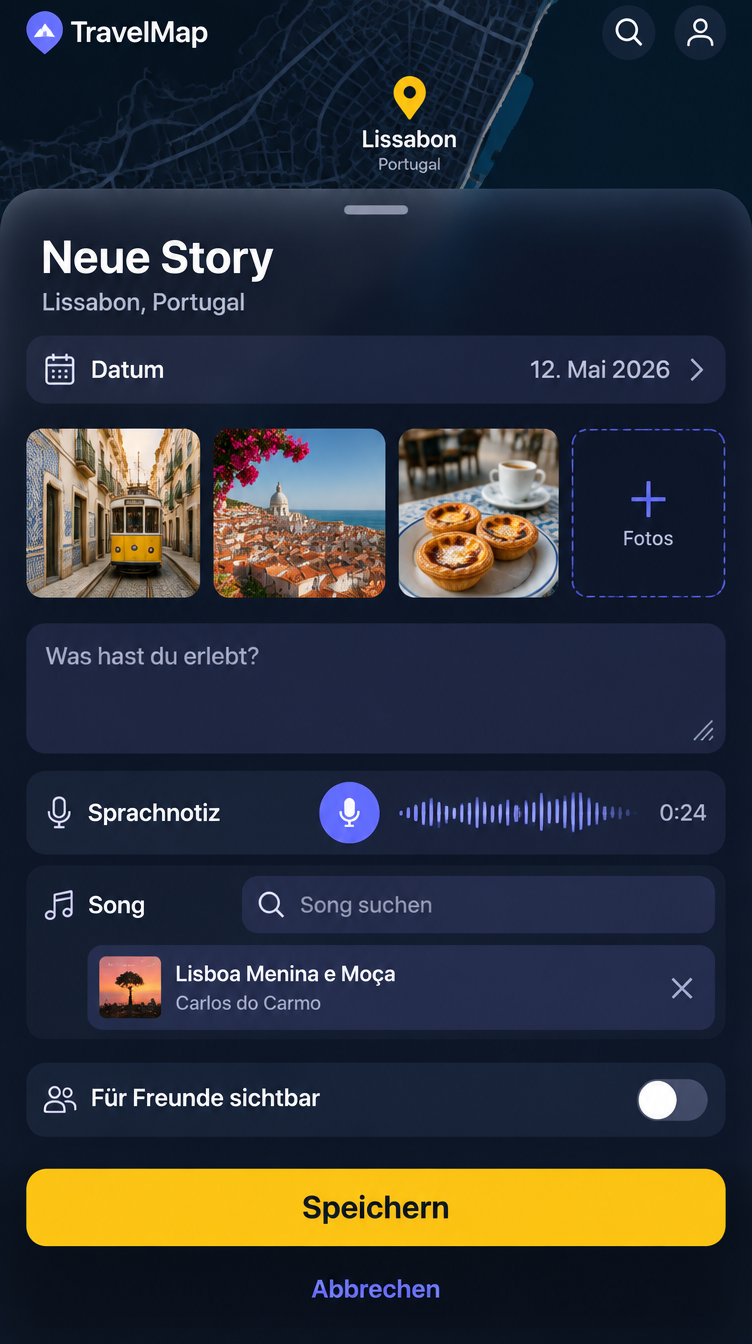 TravelMap
Lissabon
Portugal
Neue Story
Lissabon, Portugal
Datum
12. Mai 2026
Fotos
Was hast du erlebt?
Sprachnotiz
0:24
Song
Song suchen
Lisboa Menina e Moça
Carlos do Carmo
Für Freunde sichtbar
Speichern
Abbrechen